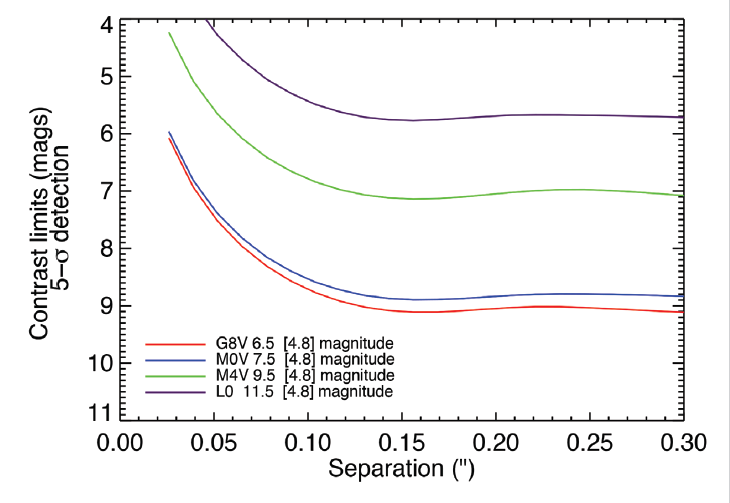 Contrast limits (mags)
5-σ detection
4
5
6
7
8
9
10
11
G8V 6.5 [4.8] magnitude
M0V 7.5 [4.8] magnitude
M4V 9.5 [4.8] magnitude
L0 11.5 [4.8] magnitude
0.00 0.05 0.10 0.15 0.20 0.25 0.30
Separation (")